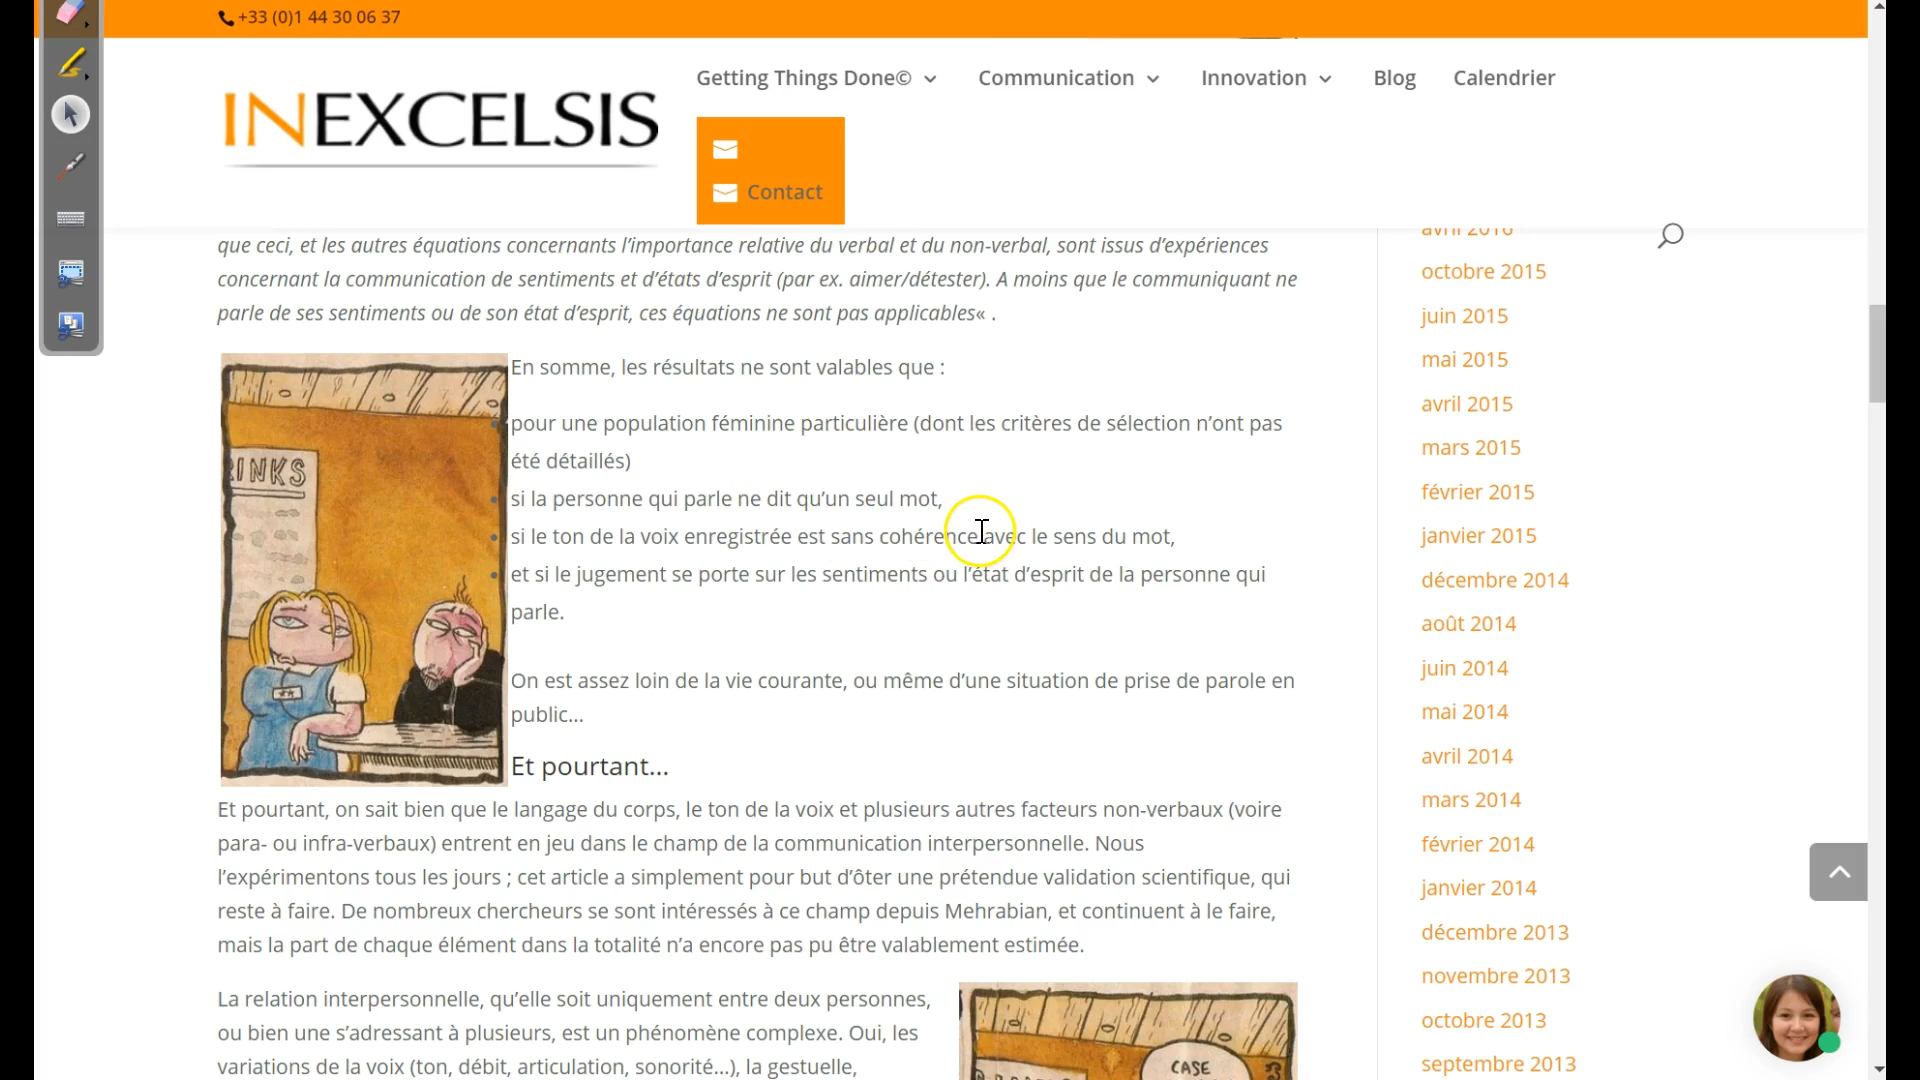 +33 (0)1 44 30 06 37
INEXCELSIS
Getting Things Done©
Communication
Innovation
Blog
Calendrier
Contact
que ceci, et les autres équations concernants l’importance relative du verbal et du non-verbal, sont issus d’expériences
concernant la communication de sentiments et d’états d’esprit (par ex. aimer/détester). A moins que le communiquant ne
parle de ses sentiments ou de son état d’esprit, ces équations ne sont pas applicables« .
RINKS
En somme, les résultats ne sont valables que :
pour une population féminine particulière (dont les critères de sélection n’ont pas
été détaillés)
si la personne qui parle ne dit qu’un seul mot,
si le ton de la voix enregistrée est sans cohérence avec le sens du mot,
et si le jugement se porte sur les sentiments ou l’état d’esprit de la personne qui
parle.
On est assez loin de la vie courante, ou même d’une situation de prise de parole en
public…
Et pourtant…
Et pourtant, on sait bien que le langage du corps, le ton de la voix et plusieurs autres facteurs non-verbaux (voire
para- ou infra-verbaux) entrent en jeu dans le champ de la communication interpersonnelle. Nous
l’expérimentons tous les jours ; cet article a simplement pour but d’ôter une prétendue validation scientifique, qui
reste à faire. De nombreux chercheurs se sont intéressés à ce champ depuis Mehrabian, et continuent à le faire,
mais la part de chaque élément dans la totalité n’a encore pas pu être valablement estimée.
La relation interpersonnelle, qu’elle soit uniquement entre deux personnes,
ou bien une s’adressant à plusieurs, est un phénomène complexe. Oui, les
variations de la voix (ton, débit, articulation, sonorité…), la gestuelle,
CASE
avril 2016
octobre 2015
juin 2015
mai 2015
avril 2015
mars 2015
février 2015
janvier 2015
décembre 2014
août 2014
juin 2014
mai 2014
avril 2014
mars 2014
février 2014
janvier 2014
décembre 2013
novembre 2013
octobre 2013
septembre 2013